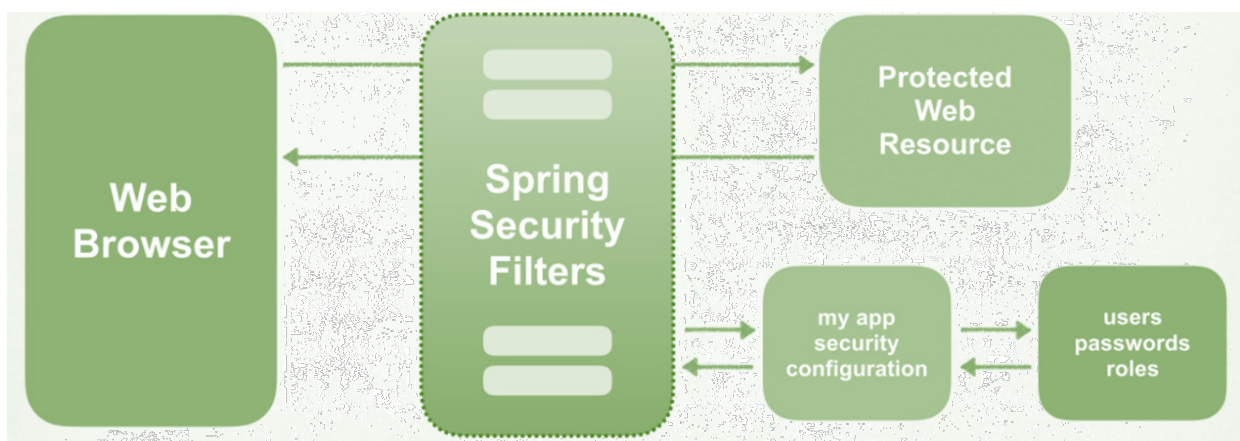 Web
Browser
Spring
Security
Filters
Protected
Web
Resource
my app
security
configuration
users
passwords
roles